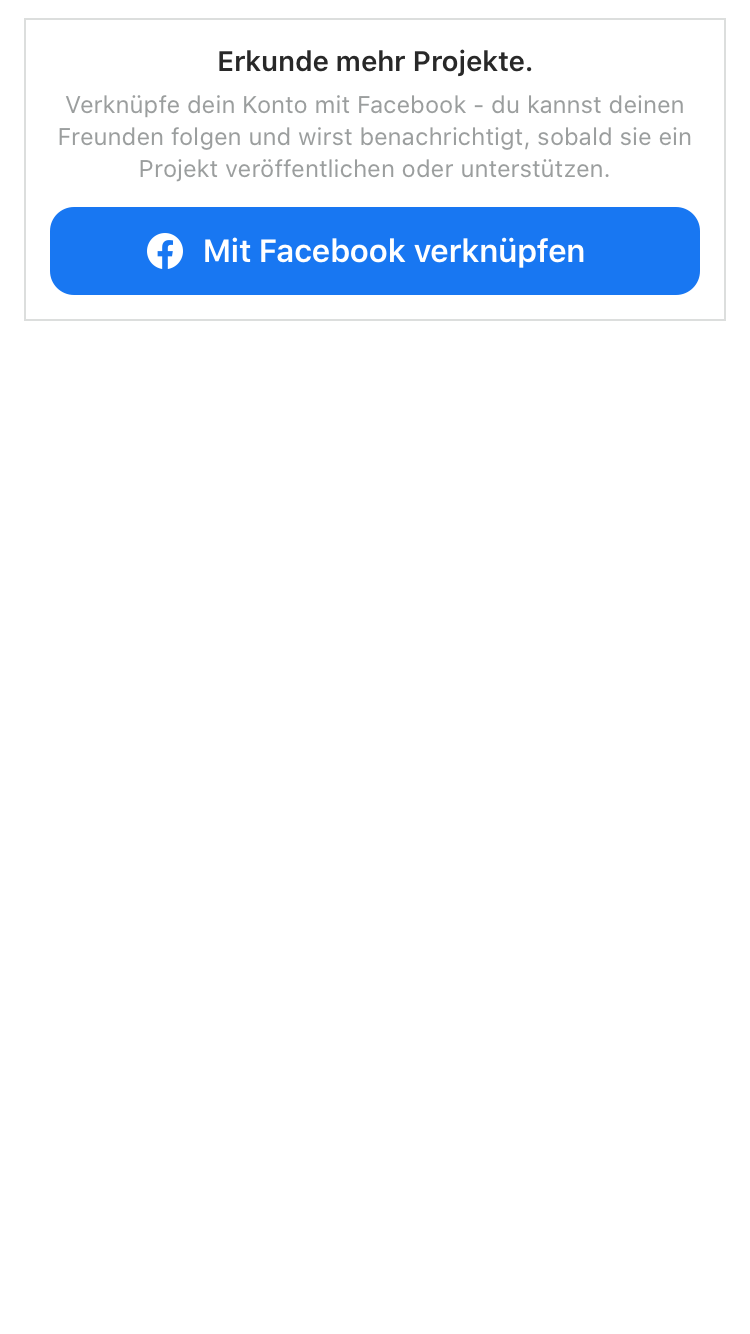 Erkunde mehr Projekte.
Verknüpfe dein Konto mit Facebook - du kannst deinen
Freunden folgen und wirst benachrichtigt, sobald sie ein
Projekt veröffentlichen oder unterstützen.
Mit Facebook verknüpfen